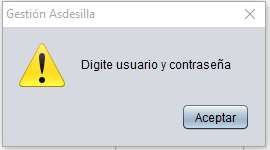 Gestión Asdesilla
Digite usuario y contraseña
Aceptar